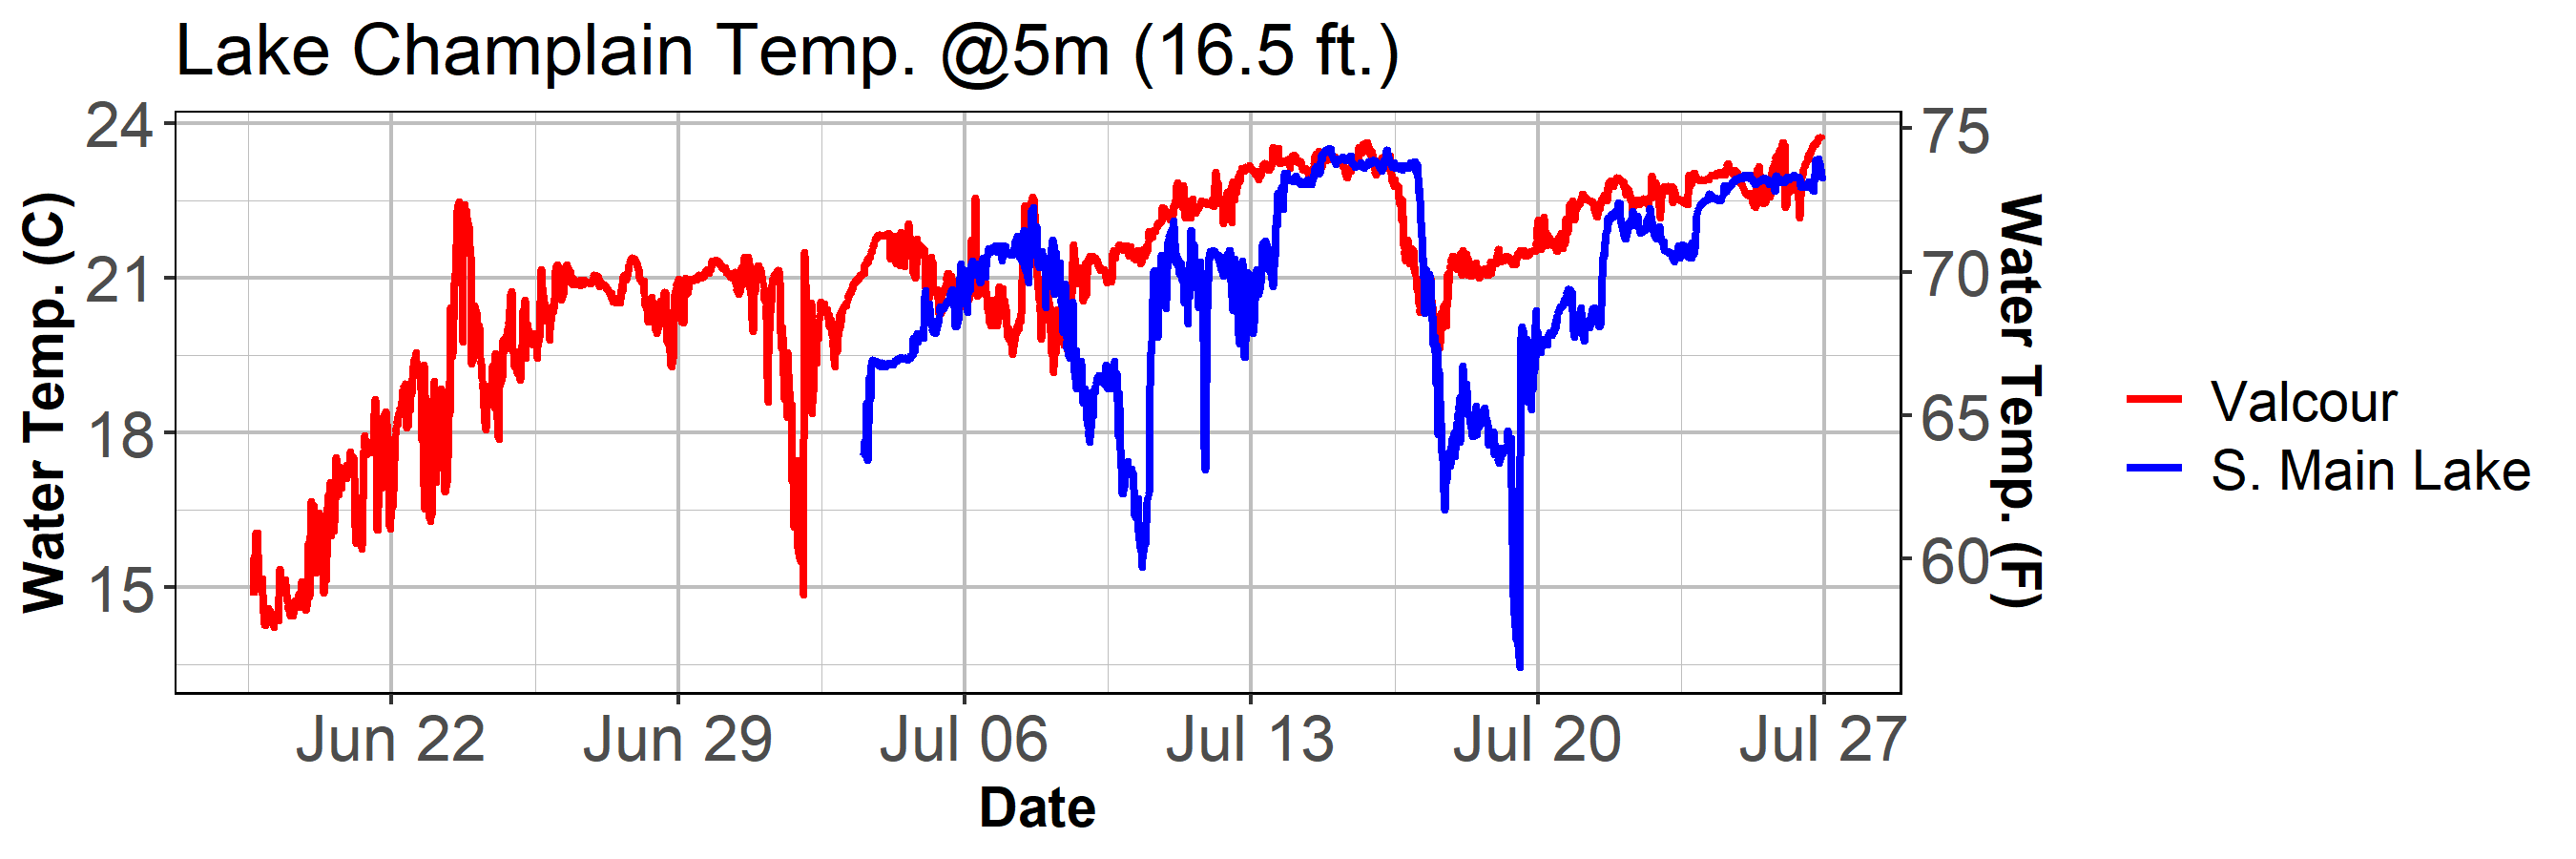 Lake Champlain Temp. @5m (16.5 ft.)
Water Temp. (C)
24
21
18
15
75
70
65
60
Water Temp. (F)
Jun 22
Jun 29
Jul 06
Jul 13
Jul 20
Jul 27
Date
Valcour
S. Main Lake